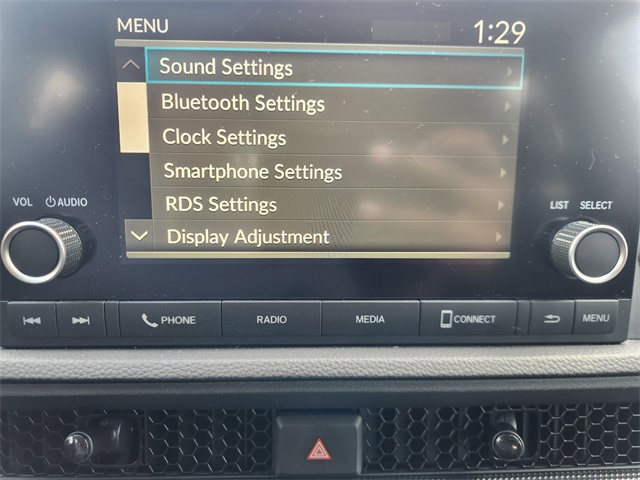 MENU 1:29
Sound Settings
Bluetooth Settings
Clock Settings
Smartphone Settings
RDS Settings
Display Adjustment
VOL AUDIO
LIST SELECT
PHONE RADIO MEDIA CONNECT MENU